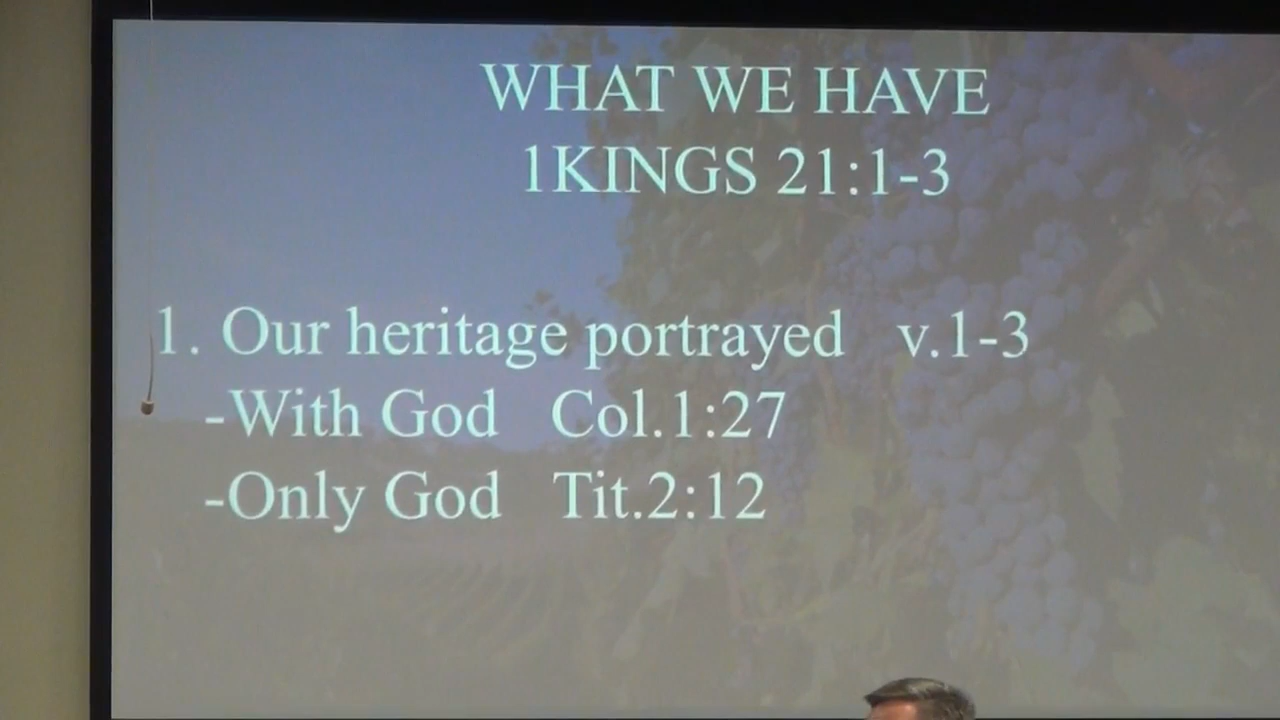 WHAT WE HAVE
1KINGS 21:1-3
1. Our heritage portrayed v.1-3
-With God Col.1:27
-Only God Tit.2:12